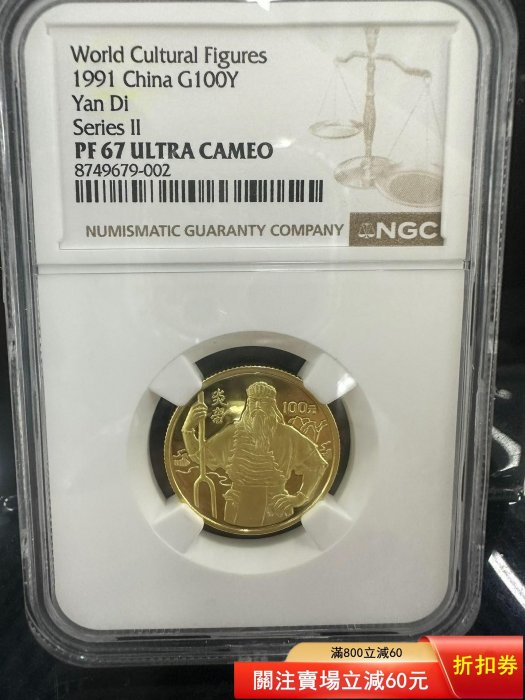 World Cultural Figures
1991 China G100Y
Yan Di
Series II
PF 67 ULTRA CAMEO
8749679-002
NUMISMATIC GUARANTY COMPANY NGC
炎帝
100元
滿800立減60
關注賣場立減60元
折扣券